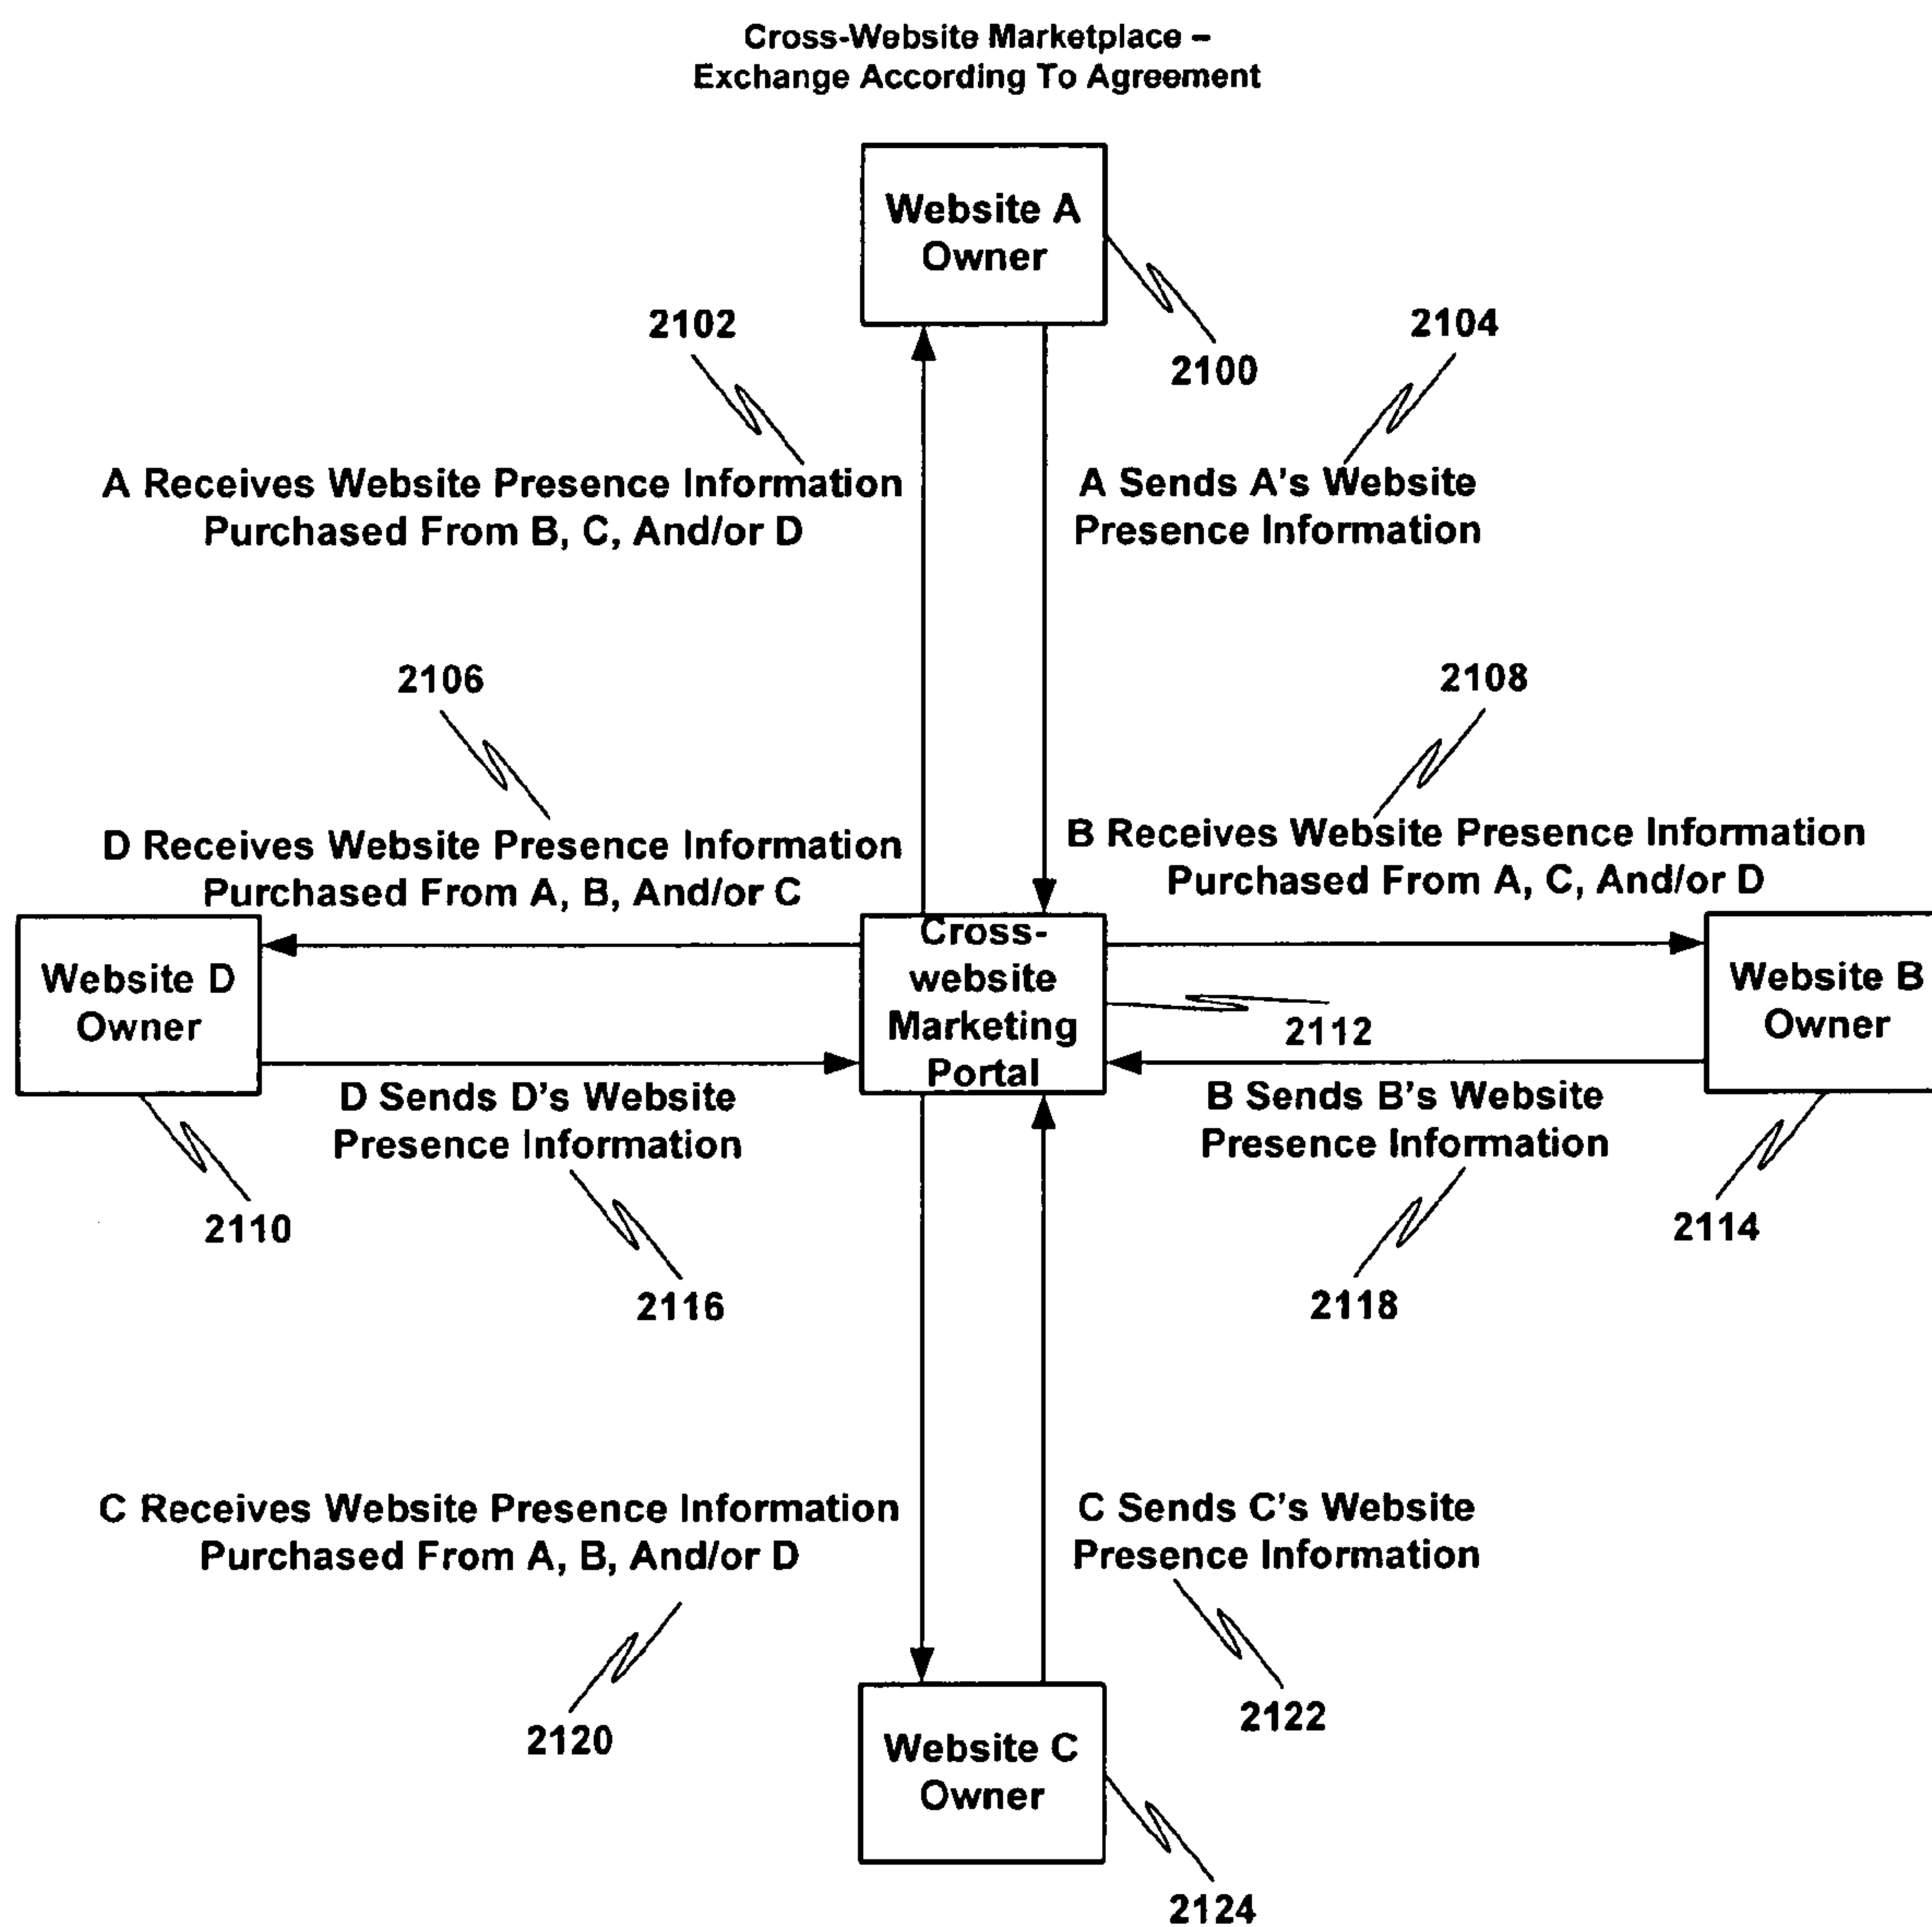 Cross-Website Marketplace –
Exchange According To Agreement
Website A
Owner
2102
2104
2100
A Receives Website Presence Information
Purchased From B, C, And/or D
A Sends A's Website
Presence Information
2106
2108
D Receives Website Presence Information
Purchased From A, B, And/or C
B Receives Website Presence Information
Purchased From A, C, And/or D
Website D
Owner
Cross-
website
Marketing
Portal
2112
Website B
Owner
D Sends D's Website
Presence Information
B Sends B's Website
Presence Information
2110
2114
2116
2118
C Receives Website Presence Information
Purchased From A, B, And/or D
C Sends C's Website
Presence Information
2120
2122
Website C
Owner
2124